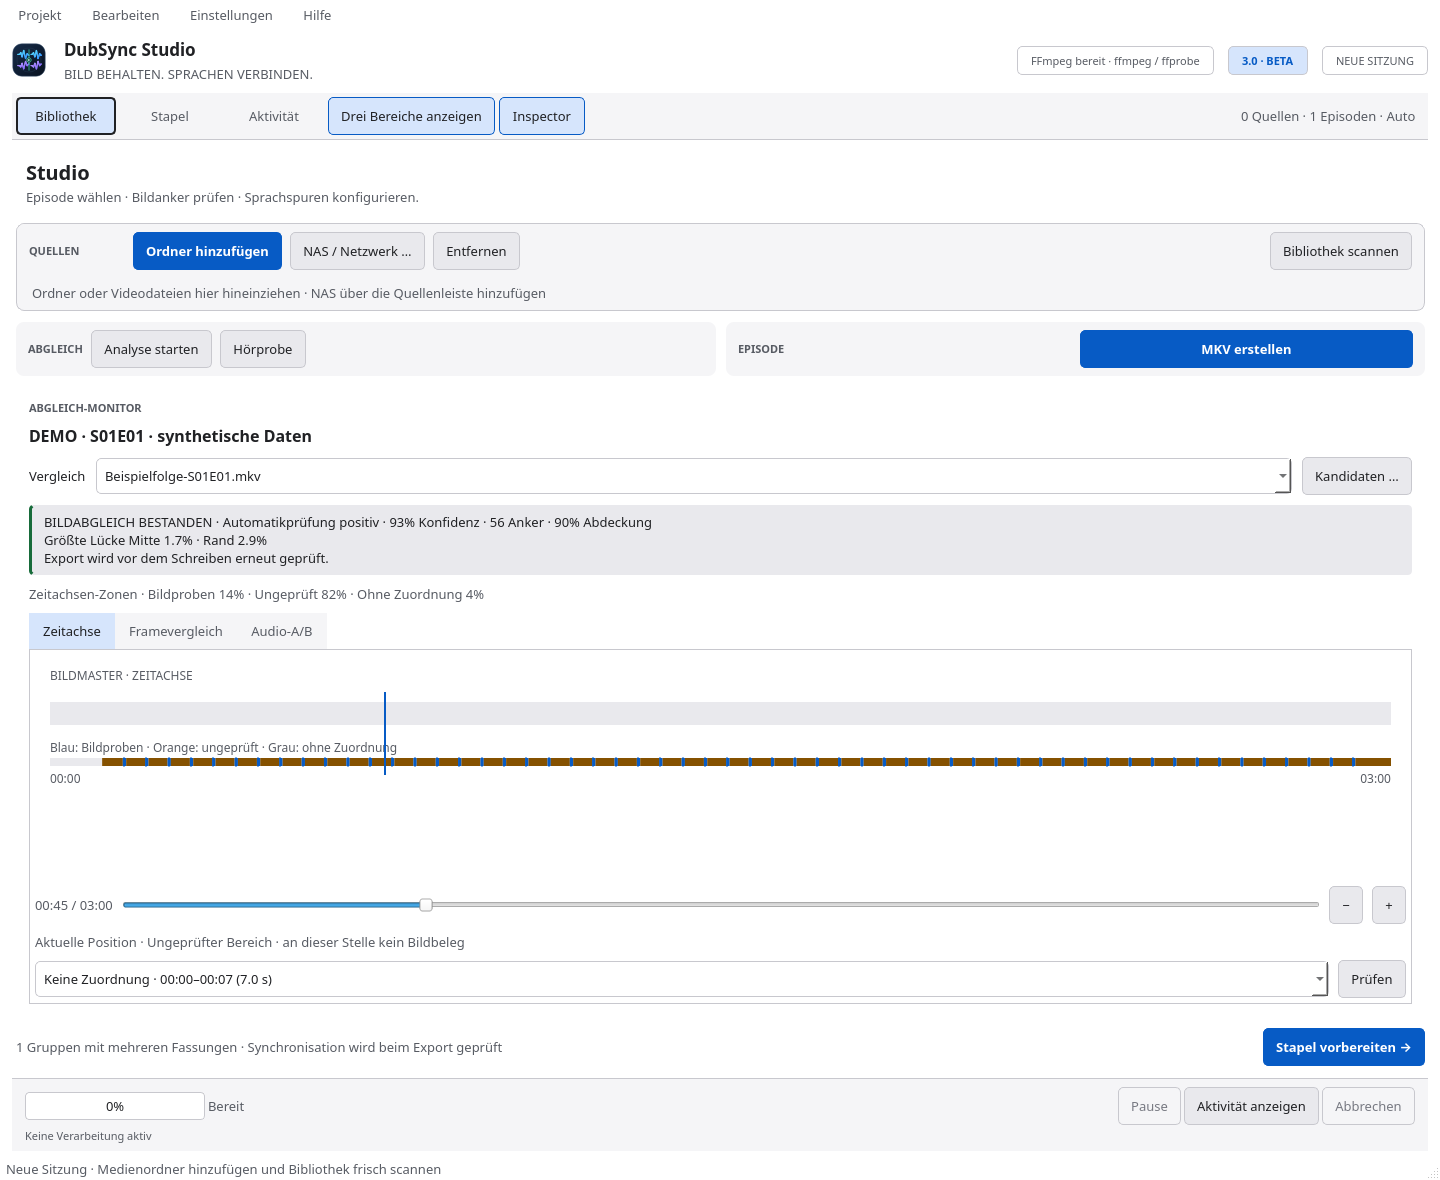 Projekt Bearbeiten Einstellungen Hilfe
DubSync Studio
BILD BEHALTEN. SPRACHEN VERBINDEN.
FFmpeg bereit · ffmpeg / ffprobe
3.0 · BETA
NEUE SITZUNG
Bibliothek Stapel Aktivität Drei Bereiche anzeigen Inspector 0 Quellen · 1 Episoden · Auto
Studio
Episode wählen · Bildanker prüfen · Sprachspuren konfigurieren.
QUELLEN Ordner hinzufügen NAS / Netzwerk ... Entfernen Bibliothek scannen
Ordner oder Videodateien hier hineinziehen · NAS über die Quellenleiste hinzufügen
ABGLEICH Analyse starten Hörprobe EPISODE MKV erstellen
ABGLEICH-MONITOR
DEMO · S01E01 · synthetische Daten
Vergleich Beispielfolge-S01E01.mkv Kandidaten ...
BILDABGLEICH BESTANDEN · Automatikprüfung positiv · 93% Konfidenz · 56 Anker · 90% Abdeckung
Größte Lücke Mitte 1.7% · Rand 2.9%
Export wird vor dem Schreiben erneut geprüft.
Zeitachsen-Zonen · Bildproben 14% · Ungeprüft 82% · Ohne Zuordnung 4%
Zeitachse Framevergleich Audio-A/B
BILDMASTER · ZEITACHSE
Blau: Bildproben · Orange: ungeprüft · Grau: ohne Zuordnung
00:00 03:00
00:45 / 03:00 − +
Aktuelle Position · Ungeprüfter Bereich · an dieser Stelle kein Bildbeleg
Keine Zuordnung · 00:00–00:07 (7.0 s) Prüfen
1 Gruppen mit mehreren Fassungen · Synchronisation wird beim Export geprüft Stapel vorbereiten →
0% Bereit Pause Aktivität anzeigen Abbrechen
Keine Verarbeitung aktiv
Neue Sitzung · Medienordner hinzufügen und Bibliothek frisch scannen